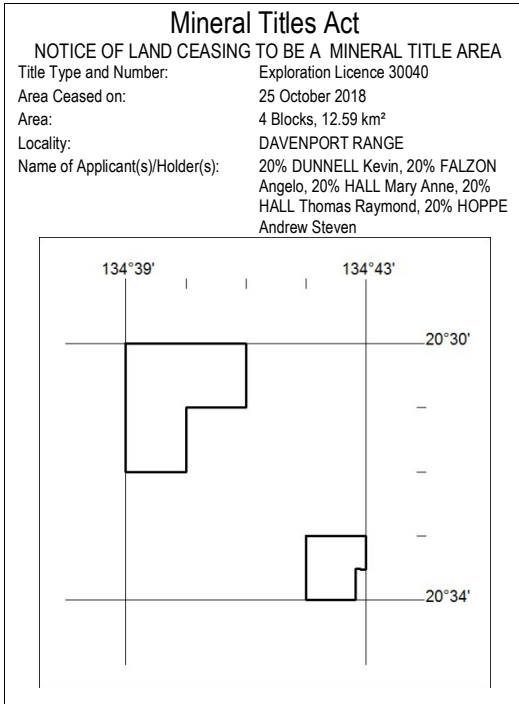 Mineral Titles Act
NOTICE OF LAND CEASING TO BE A MINERAL TITLE AREA
Title Type and Number: Exploration Licence 30040
Area Ceased on: 25 October 2018
Area: 4 Blocks, 12.59 km²
Locality: DAVENPORT RANGE
Name of Applicant(s)/Holder(s): 20% DUNNELL Kevin, 20% FALZON
Angelo, 20% HALL Mary Anne, 20%
HALL Thomas Raymond, 20% HOPPE
Andrew Steven
134°39' 134°43'
20°30'
20°34'